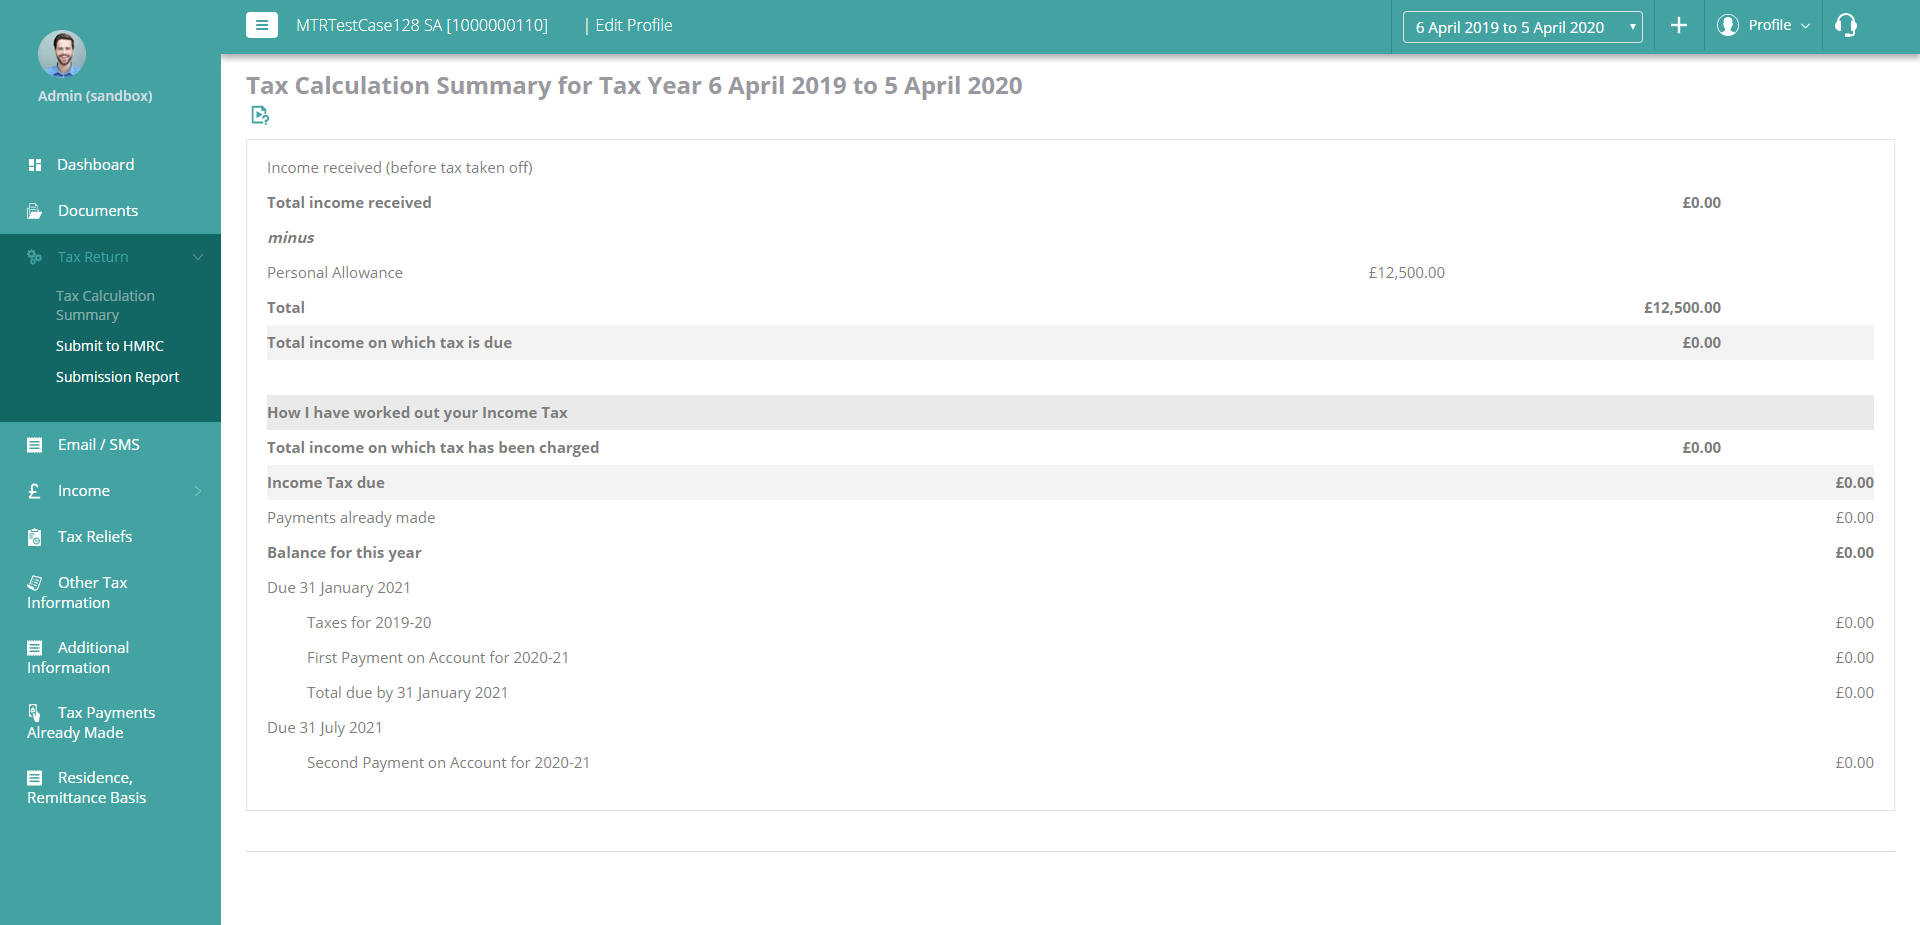 MTRTestCase128 SA [1000000110]
| Edit Profile
6 April 2019 to 5 April 2020
Profile
Admin (sandbox)
Dashboard
Documents
Tax Return
Tax Calculation
Summary
Submit to HMRC
Submission Report
Email / SMS
Income
Tax Reliefs
Other Tax
Information
Additional
Information
Tax Payments
Already Made
Residence,
Remittance Basis
Tax Calculation Summary for Tax Year 6 April 2019 to 5 April 2020
Income received (before tax taken off)
Total income received £0.00
minus
Personal Allowance £12,500.00
Total £12,500.00
Total income on which tax is due £0.00
How I have worked out your Income Tax
Total income on which tax has been charged £0.00
Income Tax due £0.00
Payments already made £0.00
Balance for this year £0.00
Due 31 January 2021
Taxes for 2019-20 £0.00
First Payment on Account for 2020-21 £0.00
Total due by 31 January 2021 £0.00
Due 31 July 2021
Second Payment on Account for 2020-21 £0.00